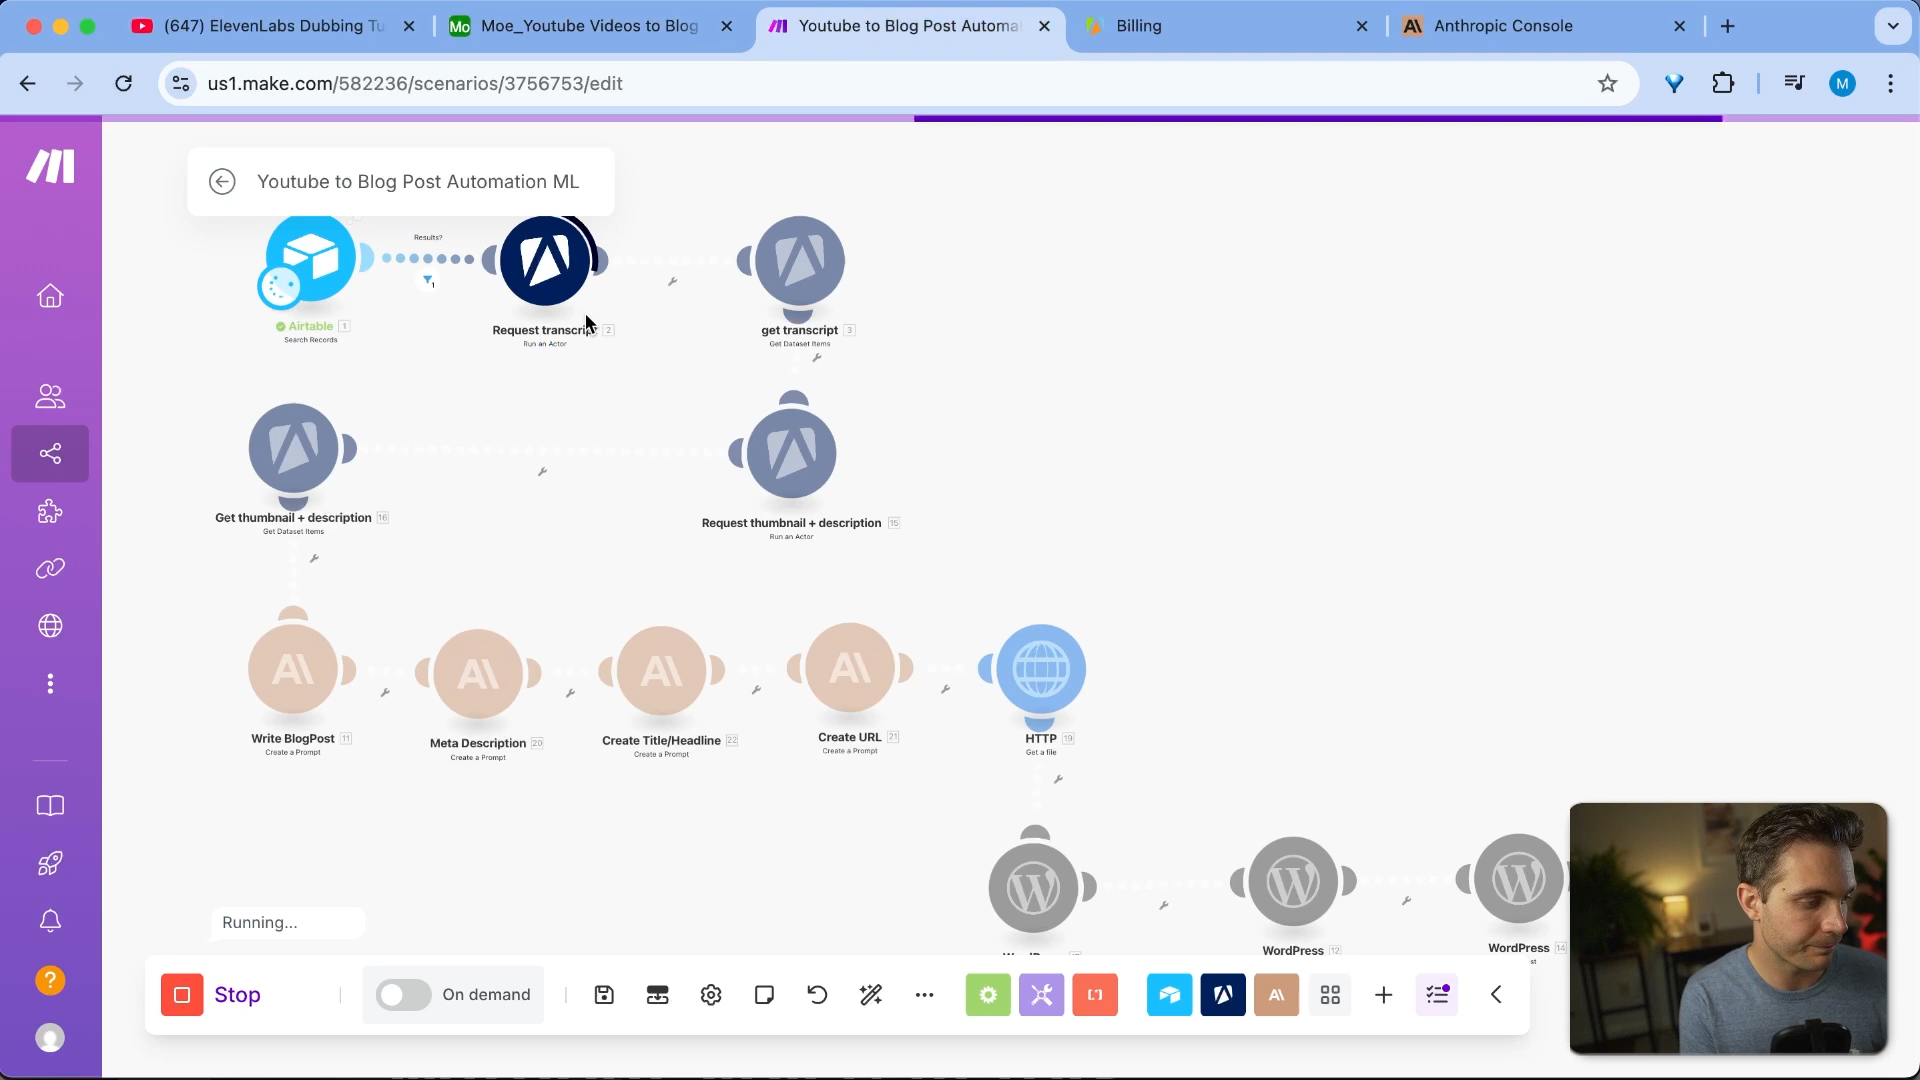 (647) ElevenLabs Dubbing Tu
Mo
Moe_Youtube Videos to Blog
Youtube to Blog Post Automa
Billing
Anthropic Console
us1.make.com/582236/scenarios/3756753/edit
M
Youtube to Blog Post Automation ML
Results?
1
Airtable 1
Search Records
Request transcrip 2
Run an Actor
get transcript 3
Get Dataset Items
Get thumbnail + description 16
Get Dataset Items
Request thumbnail + description 15
Run an Actor
Write BlogPost 11
Create a Prompt
Meta Description 20
Create a Prompt
Create Title/Headline 22
Create a Prompt
Create URL 21
Create a Prompt
HTTP 19
Get a file
WordPress 12
WordPress 14
Running...
Stop
On demand